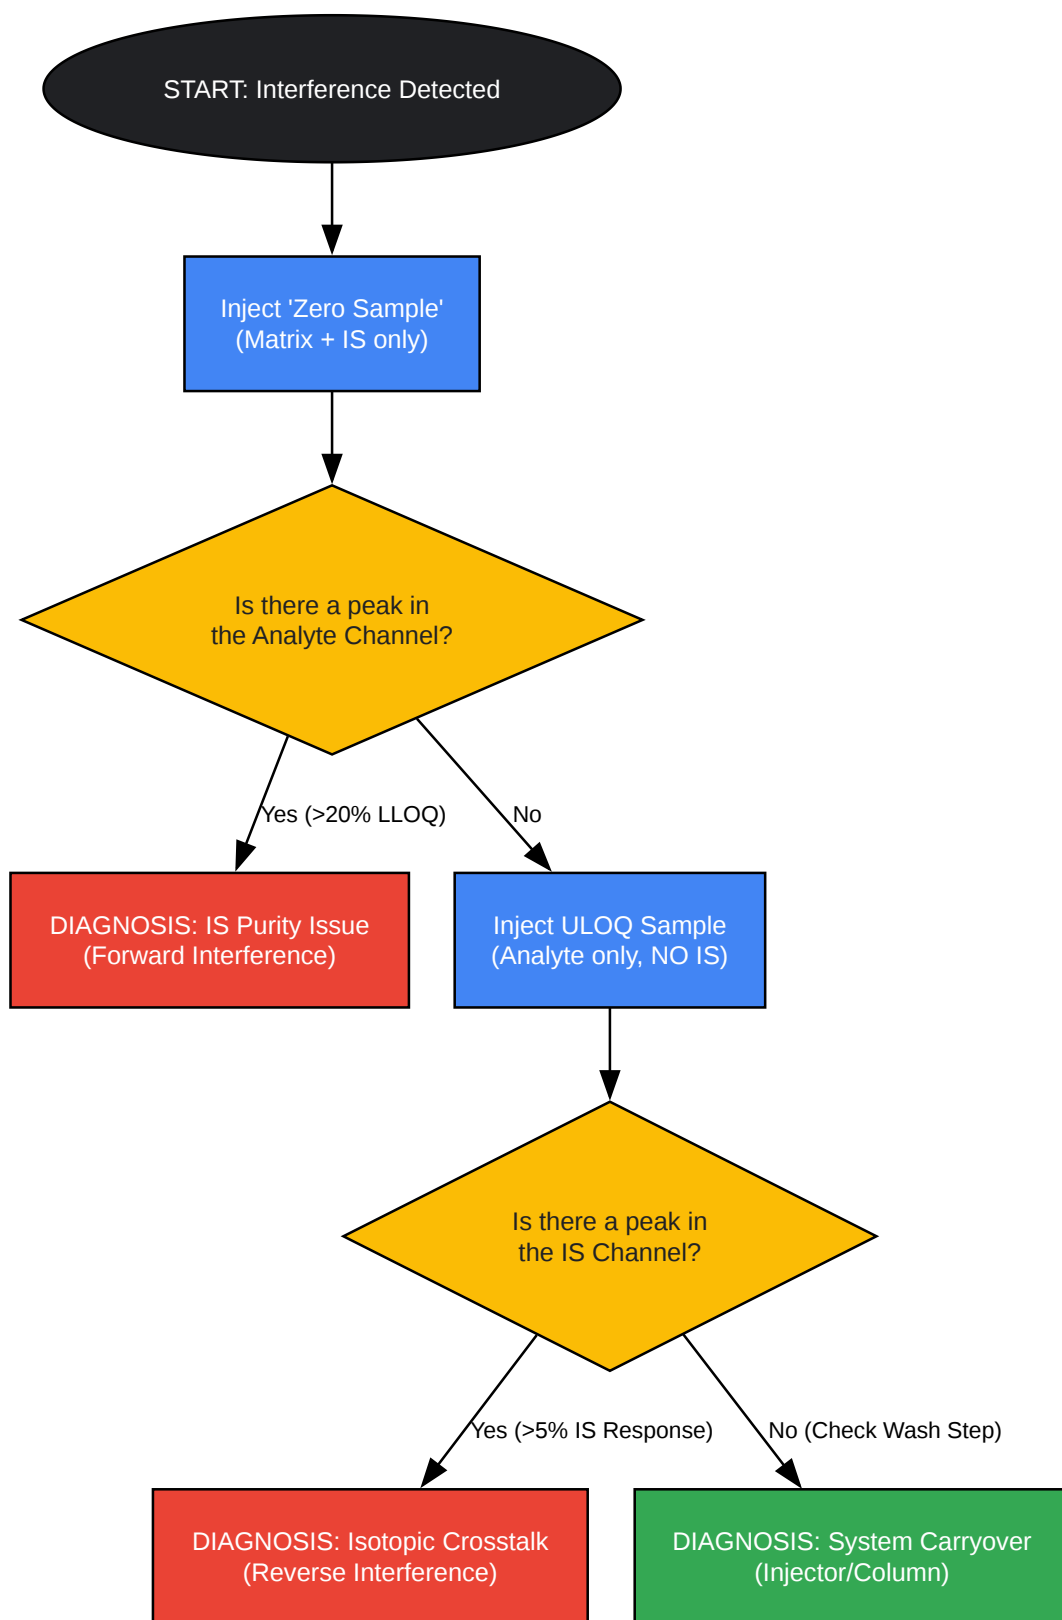 START: Interference Detected
Inject 'Zero Sample'
(Matrix + IS only)
Is there a peak in
the Analyte Channel?
Yes (>20% LLOQ)
No
DIAGNOSIS: IS Purity Issue
(Forward Interference)
Inject ULOQ Sample
(Analyte only, NO IS)
Is there a peak in
the IS Channel?
Yes (>5% IS Response)
No (Check Wash Step)
DIAGNOSIS: Isotopic Crosstalk
(Reverse Interference)
DIAGNOSIS: System Carryover
(Injector/Column)